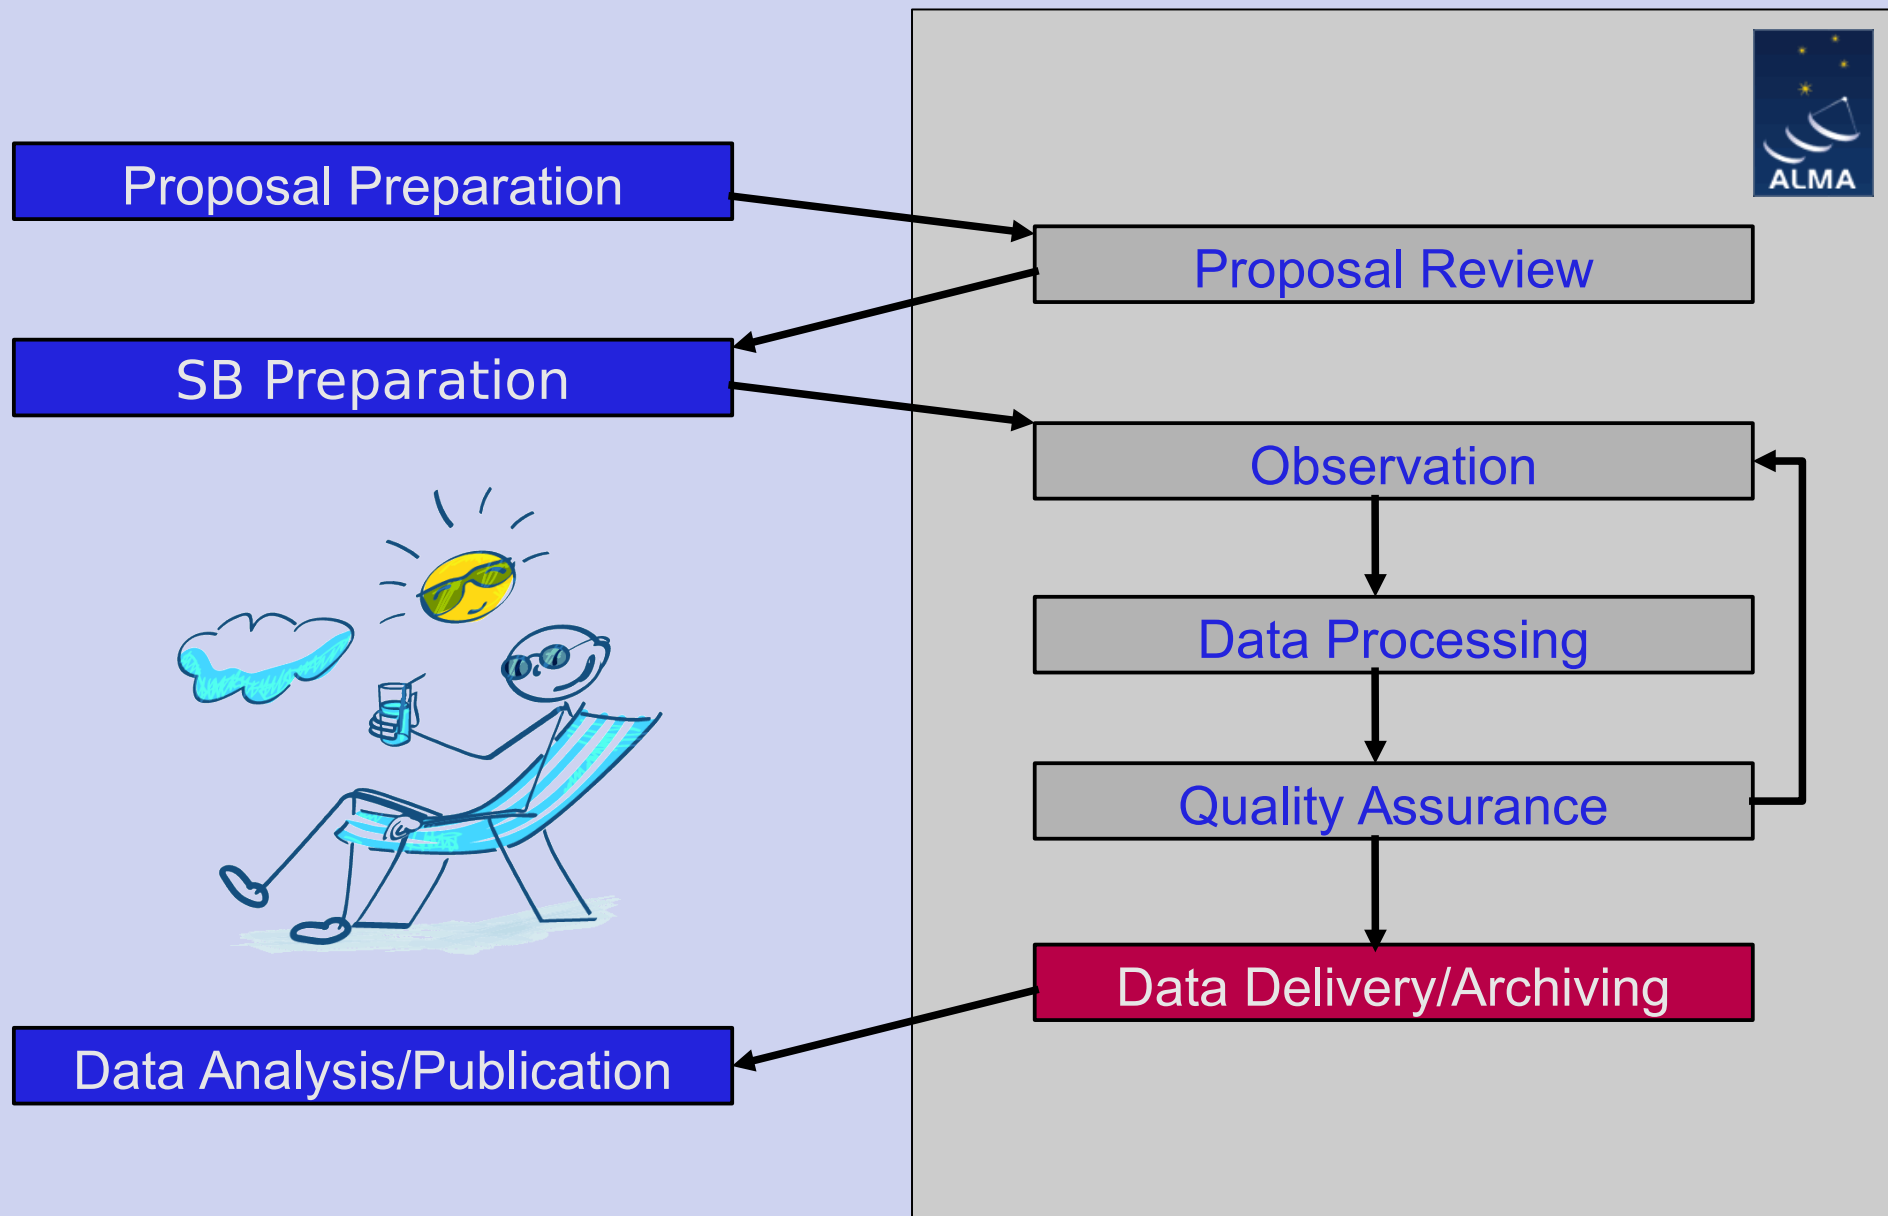 ALMA
Proposal Preparation
Proposal Review
SB Preparation
Observation
Data Processing
Quality Assurance
Data Delivery/Archiving
Data Analysis/Publication